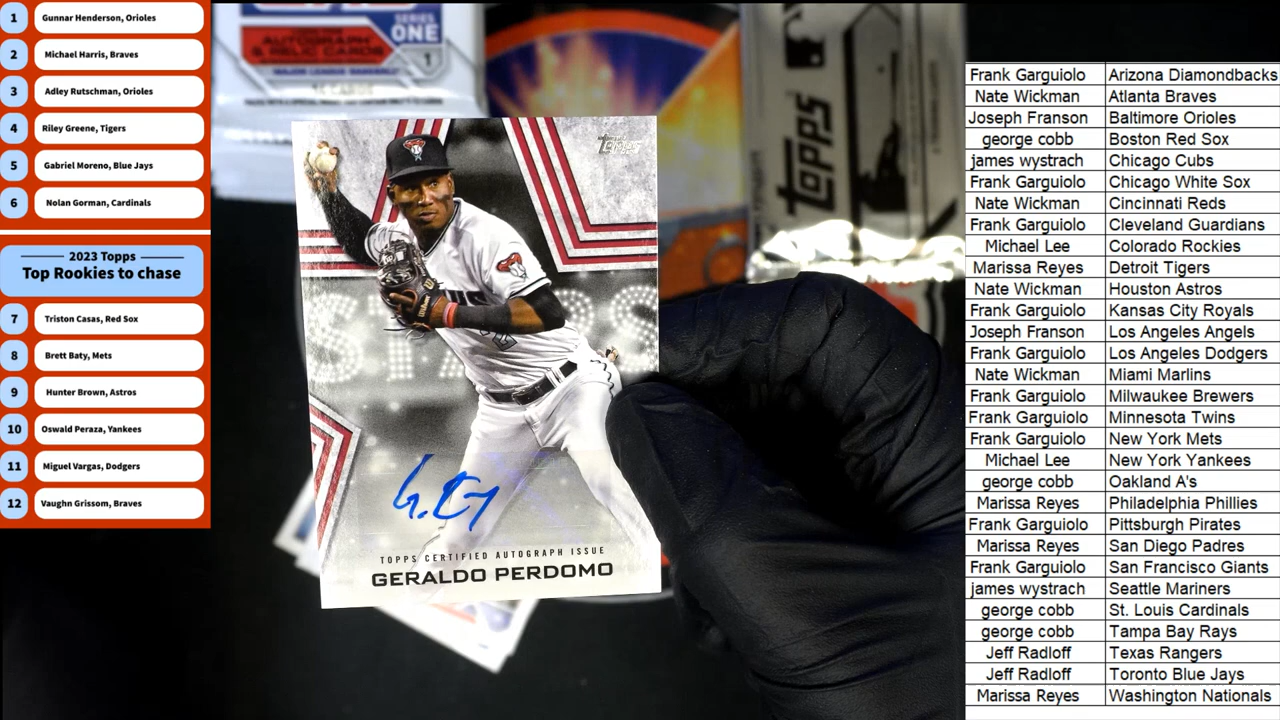 1 Gunnar Henderson, Orioles
2 Michael Harris, Braves
3 Adley Rutschman, Orioles
4 Riley Greene, Tigers
5 Gabriel Moreno, Blue Jays
6 Nolan Gorman, Cardinals
2023 Topps
Top Rookies to chase
7 Triston Casas, Red Sox
8 Brett Baty, Mets
9 Hunter Brown, Astros
10 Oswald Peraza, Yankees
11 Miguel Vargas, Dodgers
12 Vaughn Grissom, Braves
SERIES
ONE
AUTOGRAPH
& RELIC CARDS
1
MAJOR LEAGUE BASEBALL
topps
Topps
STARS
TOPPS CERTIFIED AUTOGRAPH ISSUE
GERALDO PERDOMO
Frank Garguiolo Arizona Diamondbacks
Nate Wickman Atlanta Braves
Joseph Franson Baltimore Orioles
george cobb Boston Red Sox
james wystrach Chicago Cubs
Frank Garguiolo Chicago White Sox
Nate Wickman Cincinnati Reds
Frank Garguiolo Cleveland Guardians
Michael Lee Colorado Rockies
Marissa Reyes Detroit Tigers
Nate Wickman Houston Astros
Frank Garguiolo Kansas City Royals
Joseph Franson Los Angeles Angels
Frank Garguiolo Los Angeles Dodgers
Nate Wickman Miami Marlins
Frank Garguiolo Milwaukee Brewers
Frank Garguiolo Minnesota Twins
Frank Garguiolo New York Mets
Michael Lee New York Yankees
george cobb Oakland A's
Marissa Reyes Philadelphia Phillies
Frank Garguiolo Pittsburgh Pirates
Marissa Reyes San Diego Padres
Frank Garguiolo San Francisco Giants
james wystrach Seattle Mariners
george cobb St. Louis Cardinals
george cobb Tampa Bay Rays
Jeff Radloff Texas Rangers
Jeff Radloff Toronto Blue Jays
Marissa Reyes Washington Nationals